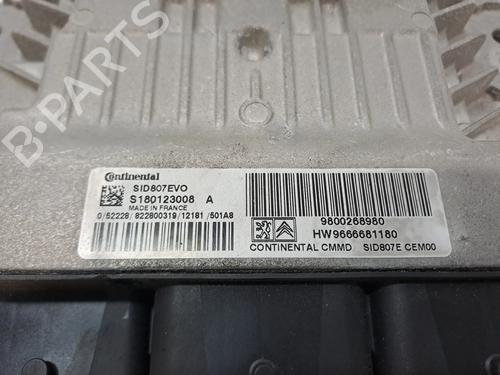 B-PARTS
Continental
SID807EVO
S180123008 A
MADE IN FRANCE
0/52228/822800319/12181/501A8
9800268980
HW9666681180
CONTINENTAL CMMD SID807E CEM00